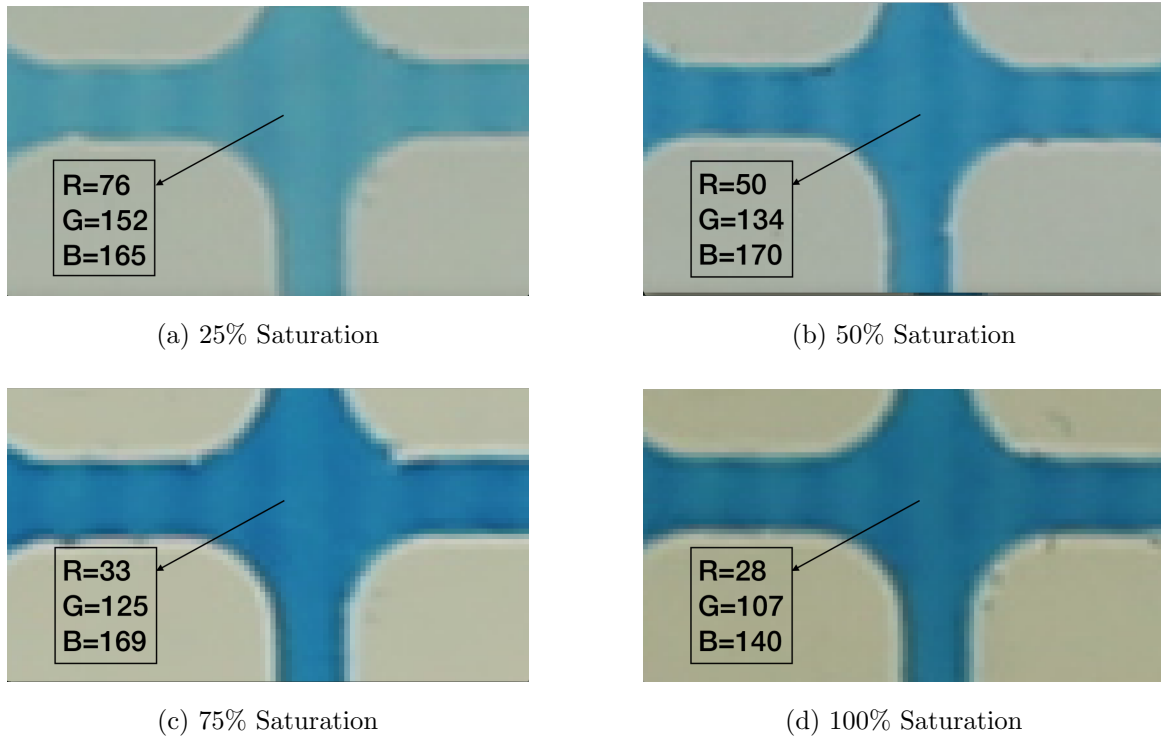 R=76
G=152
B=165
(a) 25% Saturation
R=50
G=134
B=170
(b) 50% Saturation
R=33
G=125
B=169
(c) 75% Saturation
R=28
G=107
B=140
(d) 100% Saturation